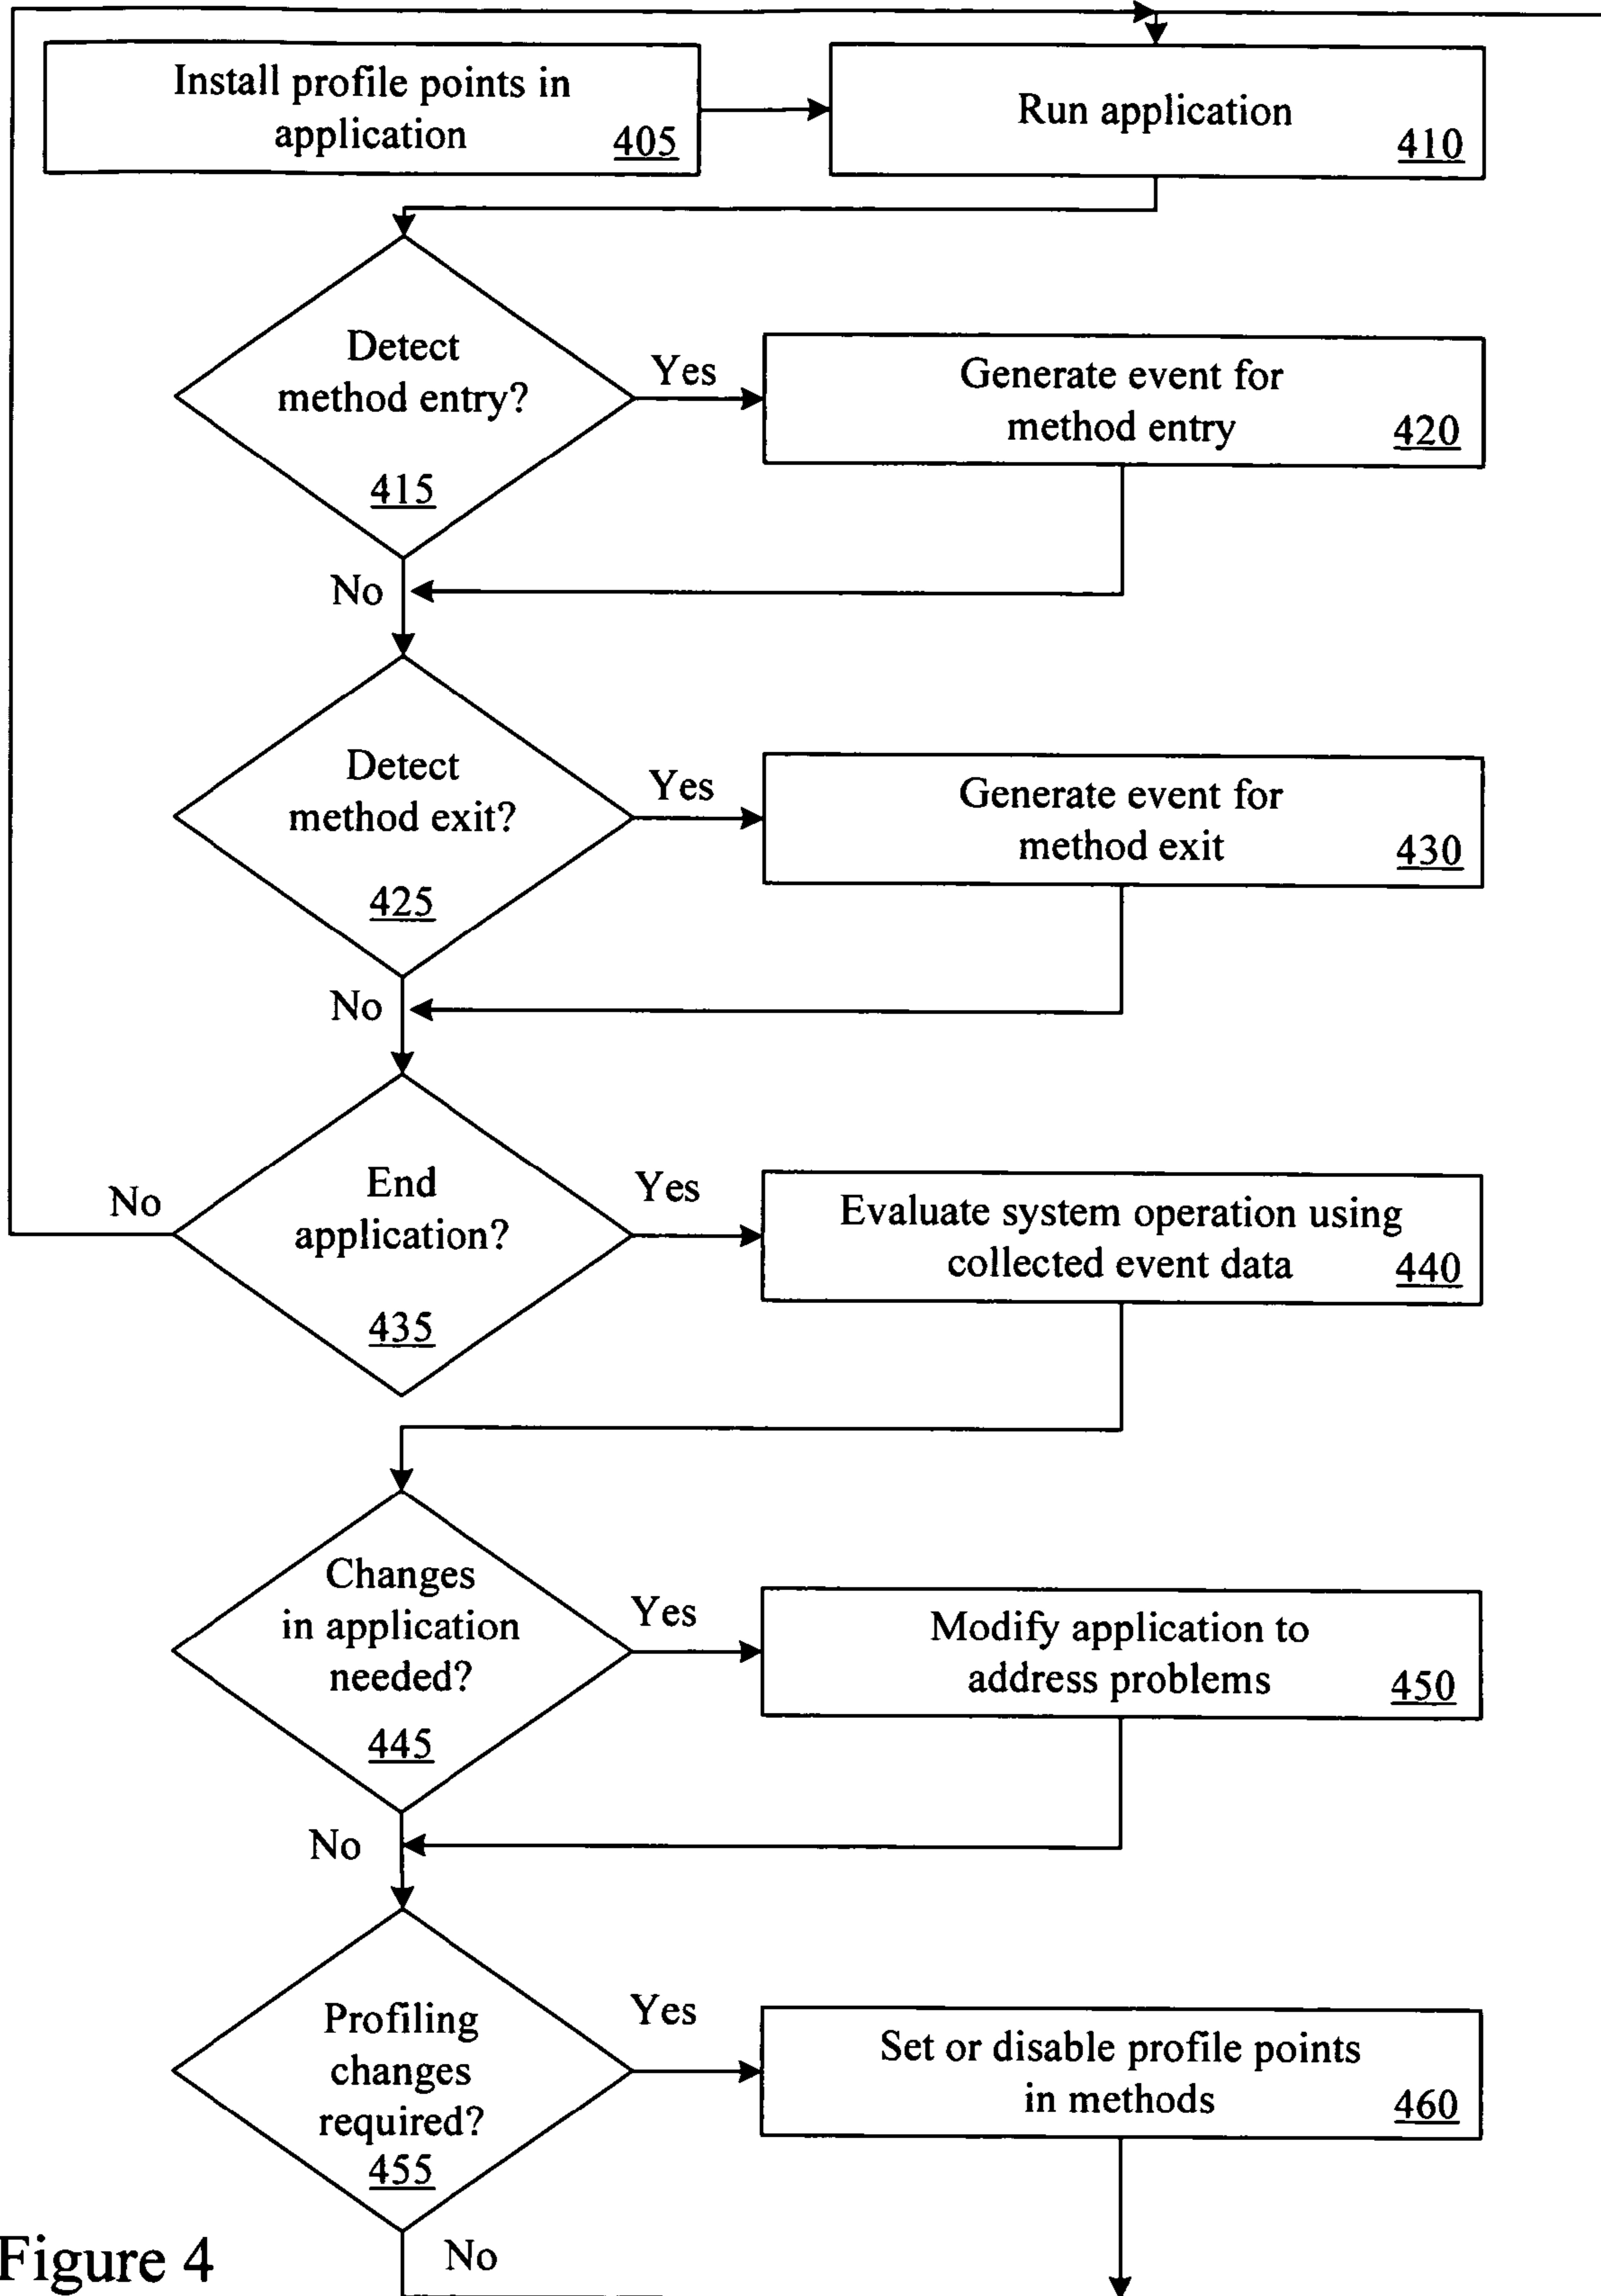 Install profile points in
application
405
Run application
410
Detect
method entry?
415
Yes
Generate event for
method entry
420
No
Detect
method exit?
425
Yes
Generate event for
method exit
430
No
End
application?
435
No
Yes
Evaluate system operation using
collected event data
440
Changes
in application
needed?
445
Yes
Modify application to
address problems
450
No
Profiling
changes
required?
455
Yes
Set or disable profile points
in methods
460
No
Figure 4